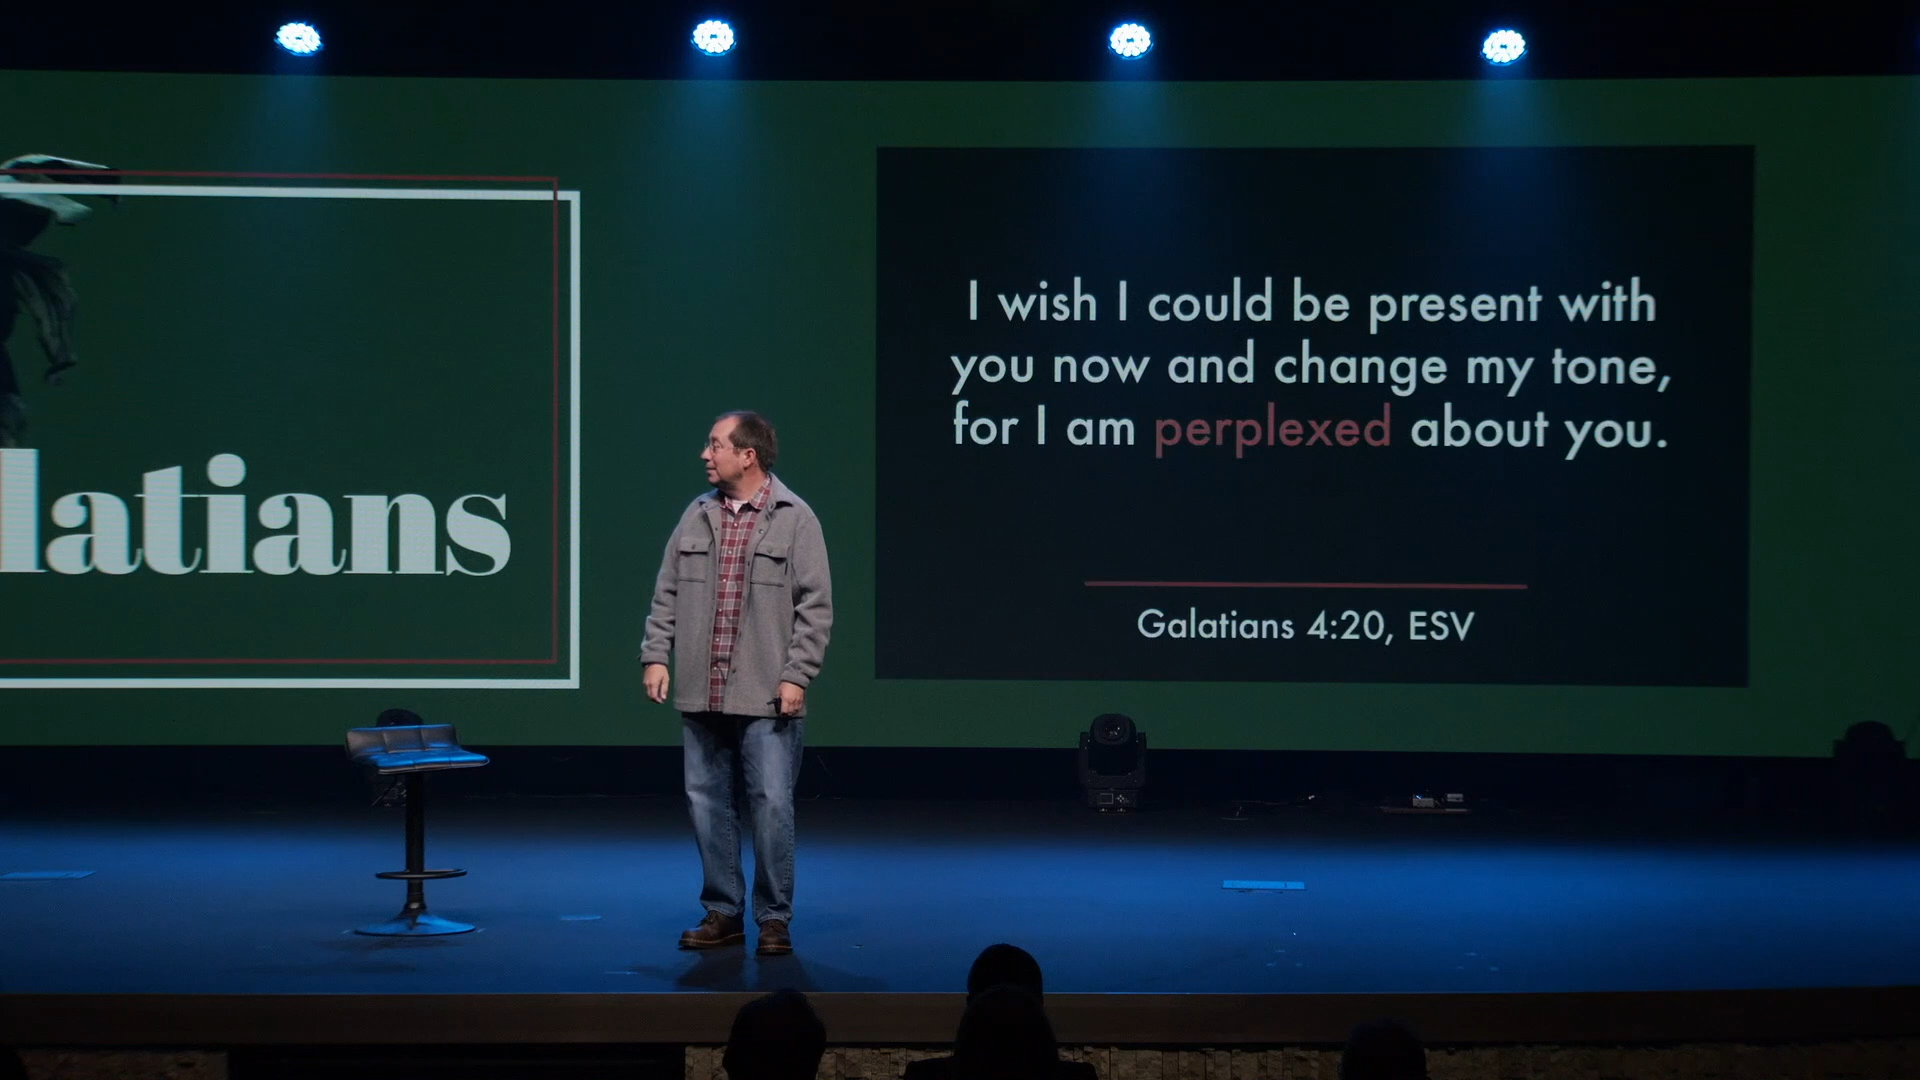 latians
I wish I could be present with
you now and change my tone,
for I am perplexed about you.
Galatians 4:20, ESV